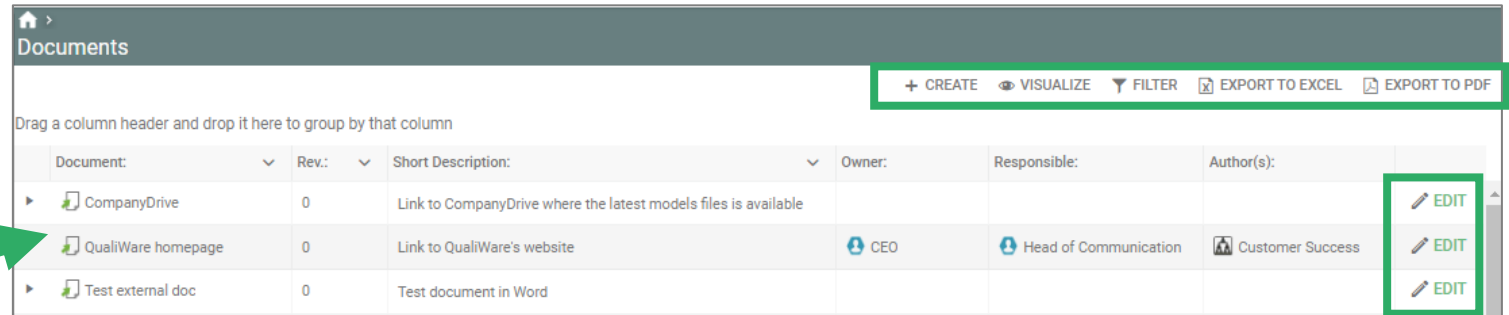 Documents
+ CREATE VISUALIZE FILTER EXPORT TO EXCEL EXPORT TO PDF
Drag a column header and drop it here to group by that column
Document: Rev.: Short Description: Owner: Responsible: Author(s):
CompanyDrive 0 Link to CompanyDrive where the latest models files is available EDIT
QualiWare homepage 0 Link to QualiWare's website CEO Head of Communication Customer Success EDIT
Test external doc 0 Test document in Word EDIT